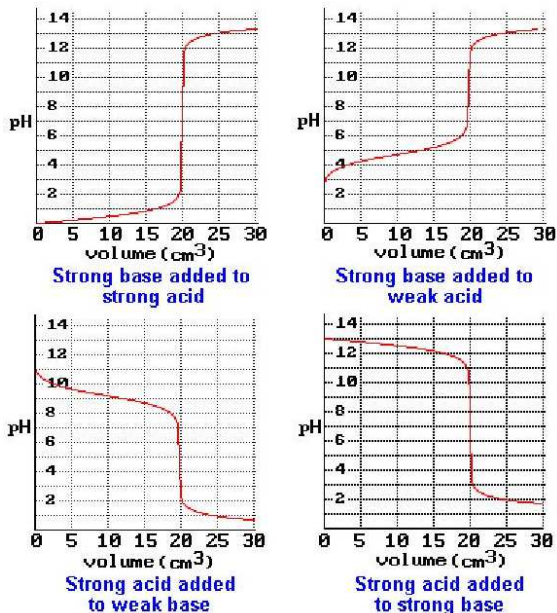 14
12
10
8
pH
6
4
2
0 5 10 15 20 25 30
volume(cm3)
Strong base added to
strong acid
14
12
10
8
pH
6
4
2
0 5 10 15 20 25 30
volume(cm3)
Strong base added to
weak acid
14
12
10
8
pH
6
4
2
0 5 10 15 20 25 30
volume(cm3)
Strong acid added
to weak base
14
12
10
8
pH
6
4
2
0 5 10 15 20 25 30
volume(cm3)
Strong acid added
to strong base